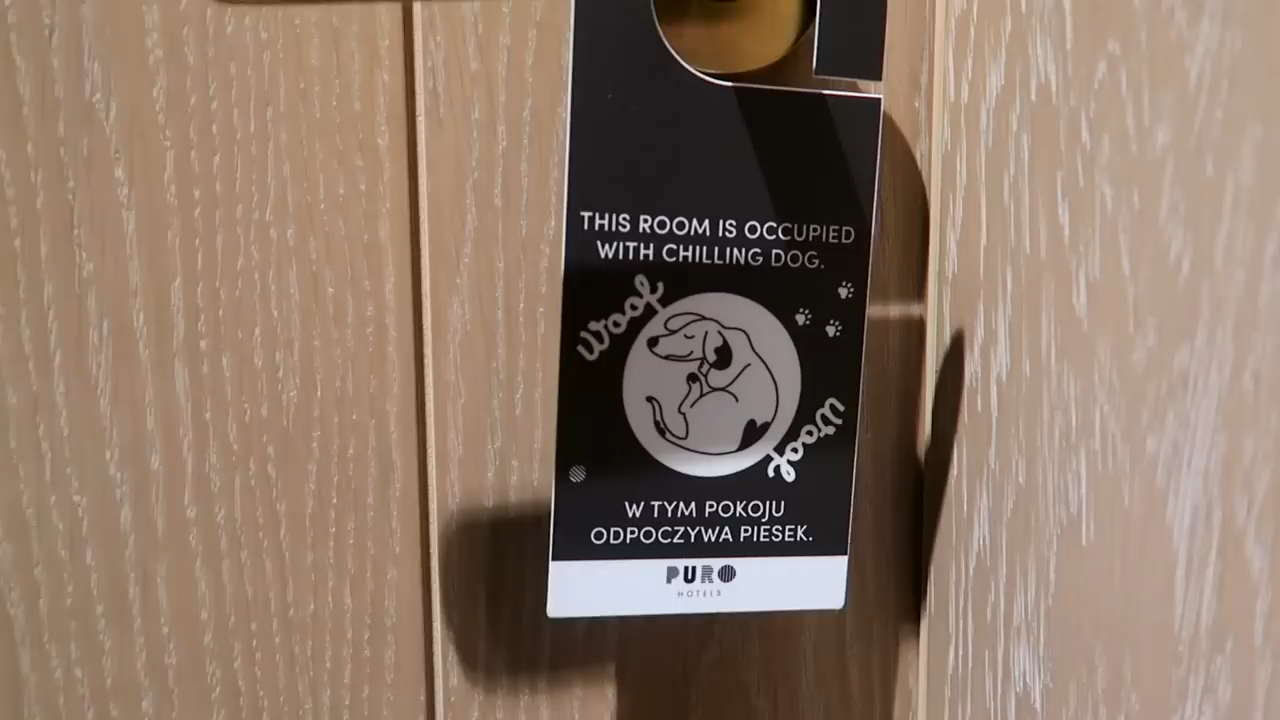 THIS ROOM IS OCCUPIED
WITH CHILLING DOG.
Woof
Woof
W TYM POKOJU
ODPOCZYWA PIESEK.
PURO
HOTELS